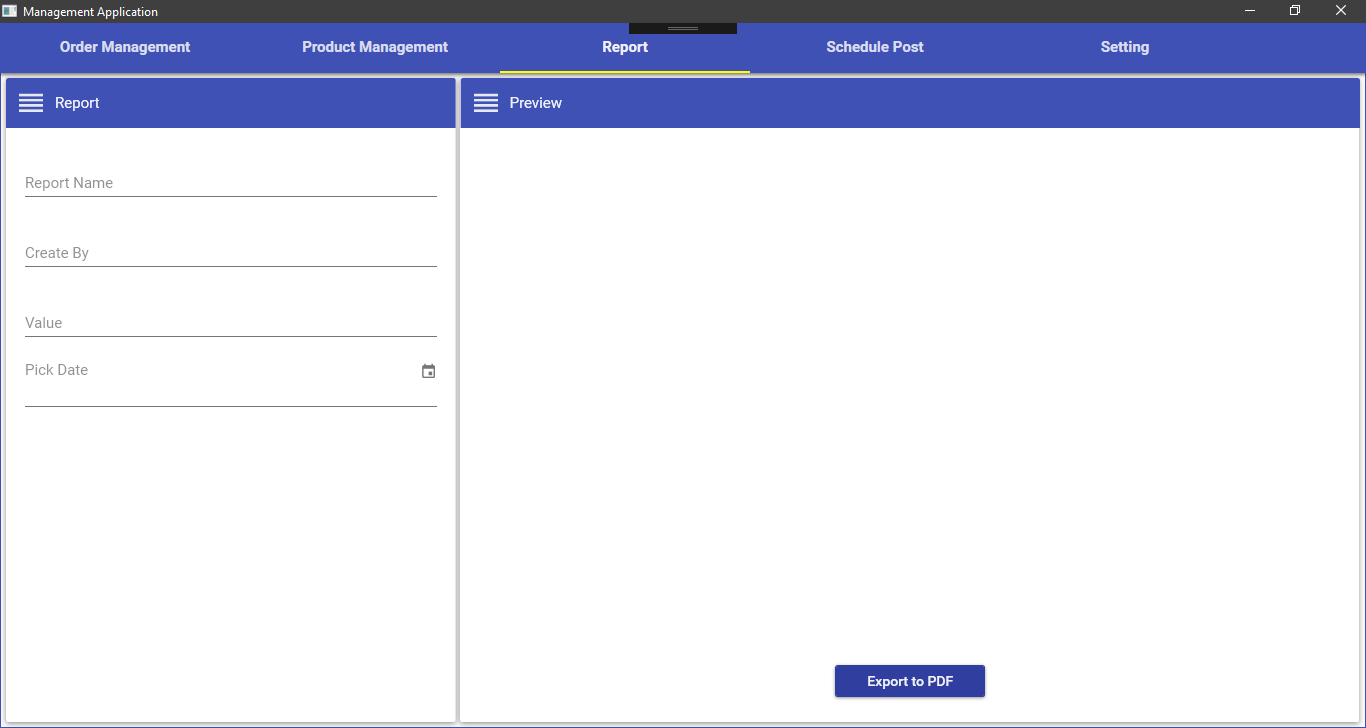 Management Application
Order Management
Product Management
Report
Schedule Post
Setting
Report
Preview
Report Name
Create By
Value
Pick Date
Export to PDF